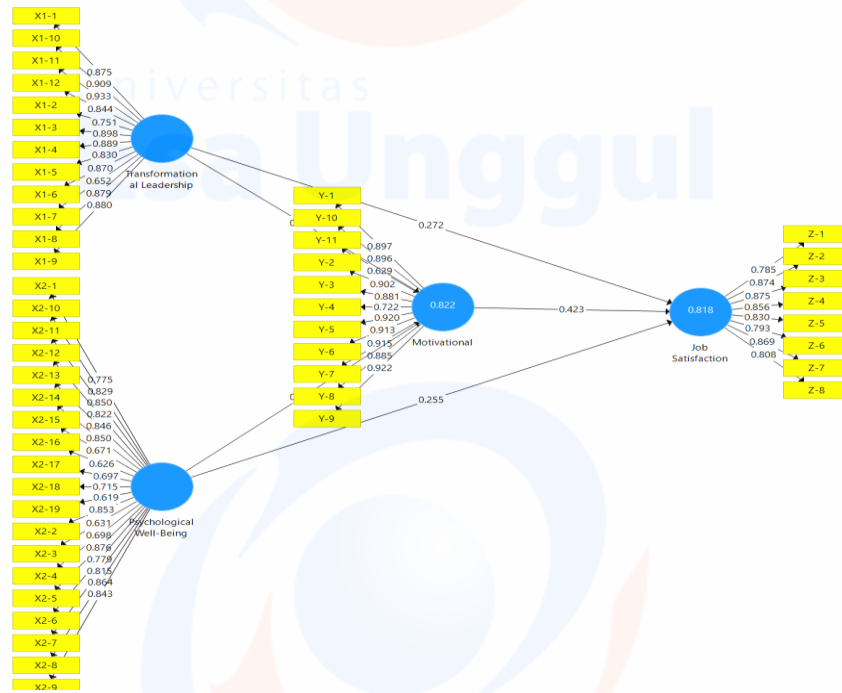 X1-1
X1-10
X1-11
X1-12
X1-2
X1-3
X1-4
X1-5
X1-6
X1-7
X1-8
X1-9
0.875
0.909
0.933
0.844
0.751
0.898
0.889
0.830
0.870
0.652
0.879
0.880
Transformation
al Leadership
niversitas
sa Unggul
X2-1
X2-10
X2-11
X2-12
X2-13
X2-14
X2-15
X2-16
X2-17
X2-18
X2-19
X2-2
X2-3
X2-4
X2-5
X2-6
X2-7
X2-8
X2-9
0.775
0.829
0.850
0.822
0.846
0.850
0.671
0.626
0.697
0.715
0.619
0.853
0.631
0.698
0.876
0.779
0.815
0.864
0.843
Psychological
Well-Being
Y-1
Y-10
Y-11
Y-2
Y-3
Y-4
Y-5
Y-6
Y-7
Y-8
Y-9
0.897
0.896
0.629
0.902
0.881
0.722
0.920
0.913
0.915
0.885
0.922
0.822
Motivational
0.272
0.423
0.255
0.818
Job
Satisfaction
0.785
0.874
0.875
0.856
0.830
0.793
0.869
0.808
Z-1
Z-2
Z-3
Z-4
Z-5
Z-6
Z-7
Z-8